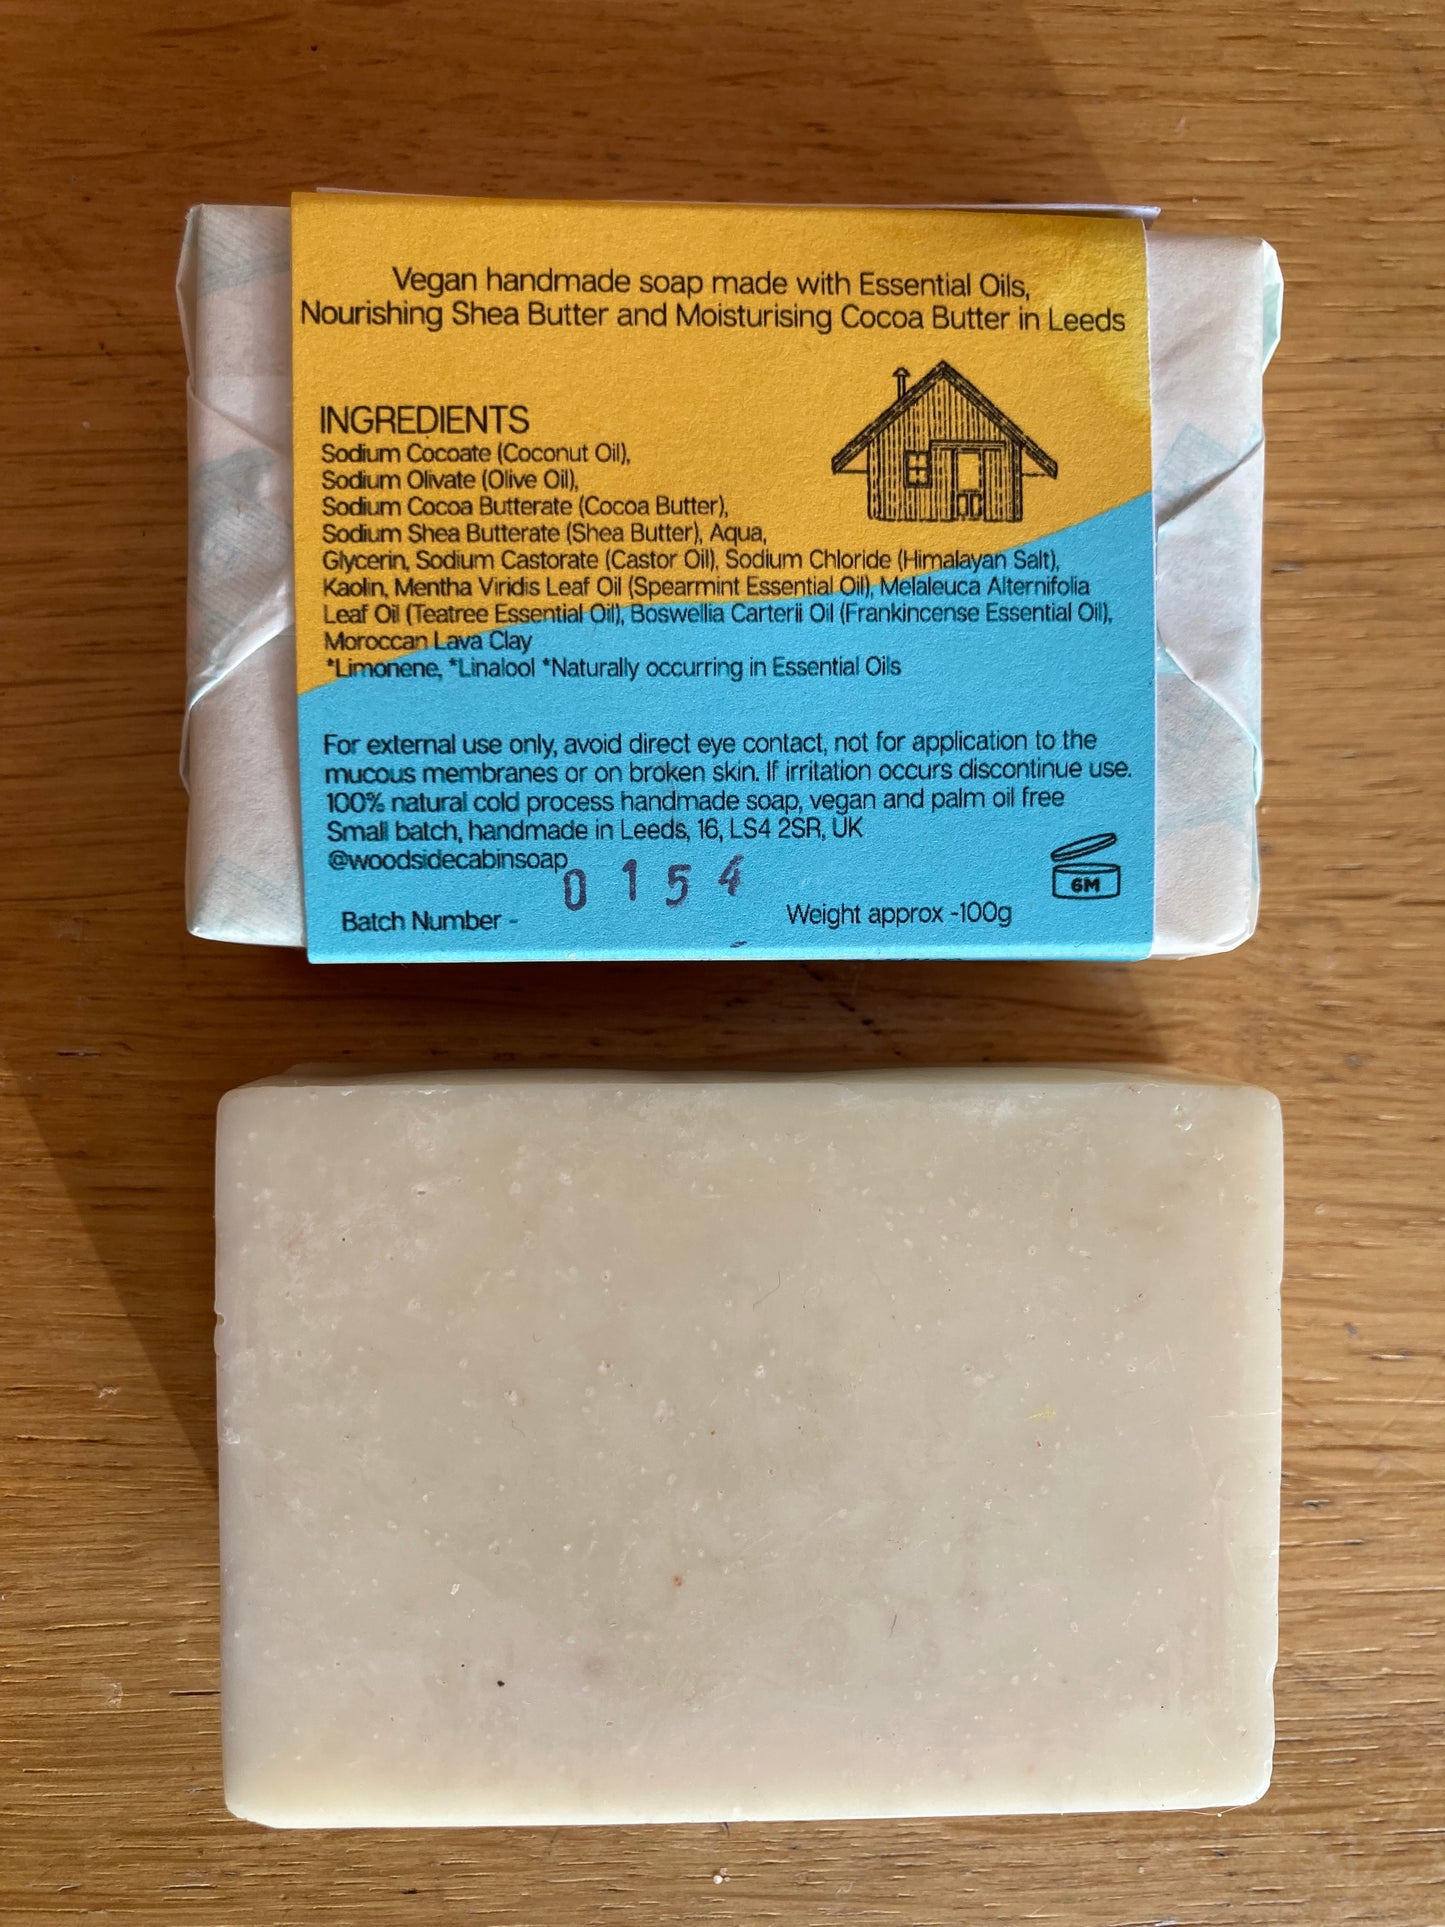 Vegan handmade soap made with Essential Oils,
Nourishing Shea Butter and Moisturising Cocoa Butter in Leeds
INGREDIENTS
Sodium Cocoate (Coconut Oil),
Sodium Olivate (Olive Oil),
Sodium Cocoa Butterate (Cocoa Butter),
Sodium Shea Butterate (Shea Butter), Aqua,
Glycerin, Sodium Castorate (Castor Oil), Sodium Chloride (Himalayan Salt),
Kaolin, Mentha Viridis Leaf Oil (Spearmint Essential Oil), Melaleuca Alternifolia
Leaf Oil (Teatree Essential Oil), Boswellia Carterii Oil (Frankincense Essential Oil),
Moroccan Lava Clay
*Limonene, *Linalool *Naturally occurring in Essential Oils
For external use only, avoid direct eye contact, not for application to the
mucous membranes or on broken skin. If irritation occurs discontinue use.
100% natural cold process handmade soap, vegan and palm oil free
Small batch, handmade in Leeds, 16, LS4 2SR, UK
@woodsidecabinsoap
6M
Batch Number - 0154
Weight approx -100g